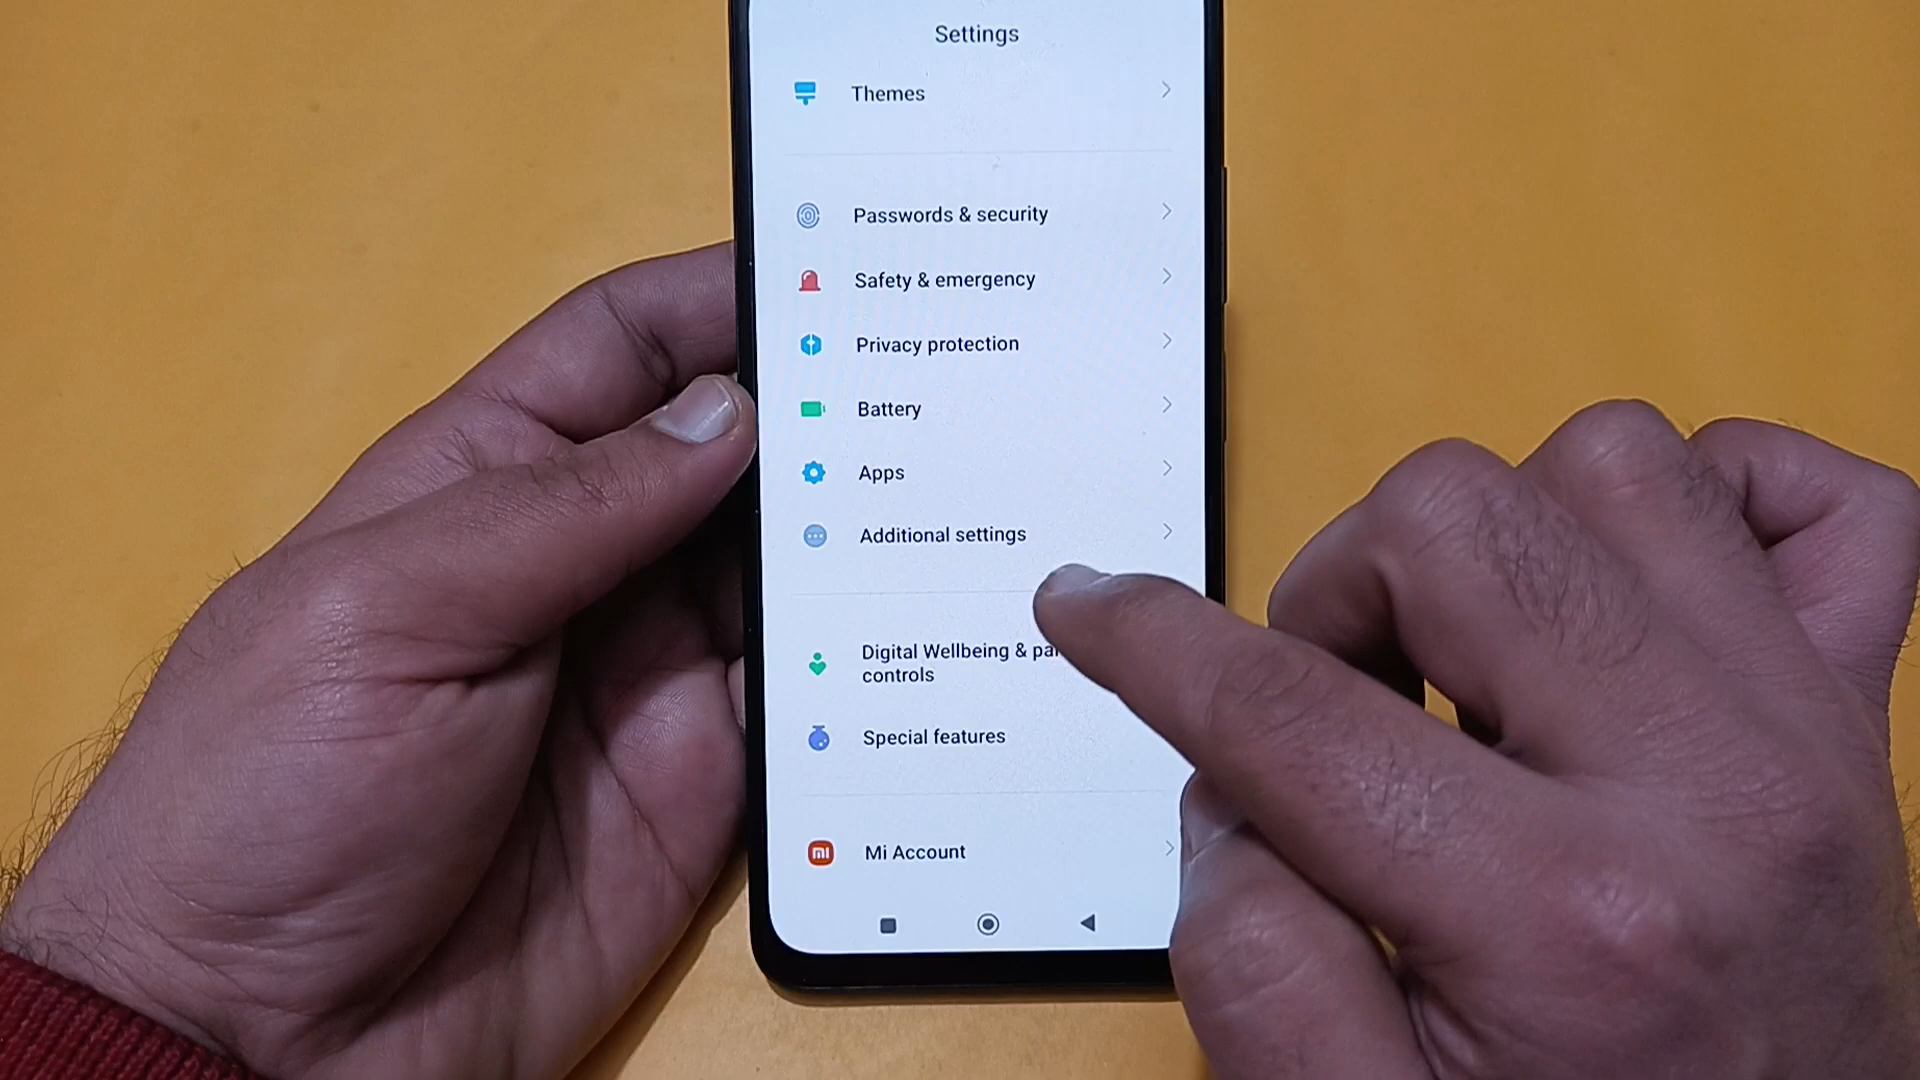 Settings
Themes
Passwords & security
Safety & emergency
Privacy protection
Battery
Apps
Additional settings
Digital Wellbeing &
controls
Special features
mi Mi Account